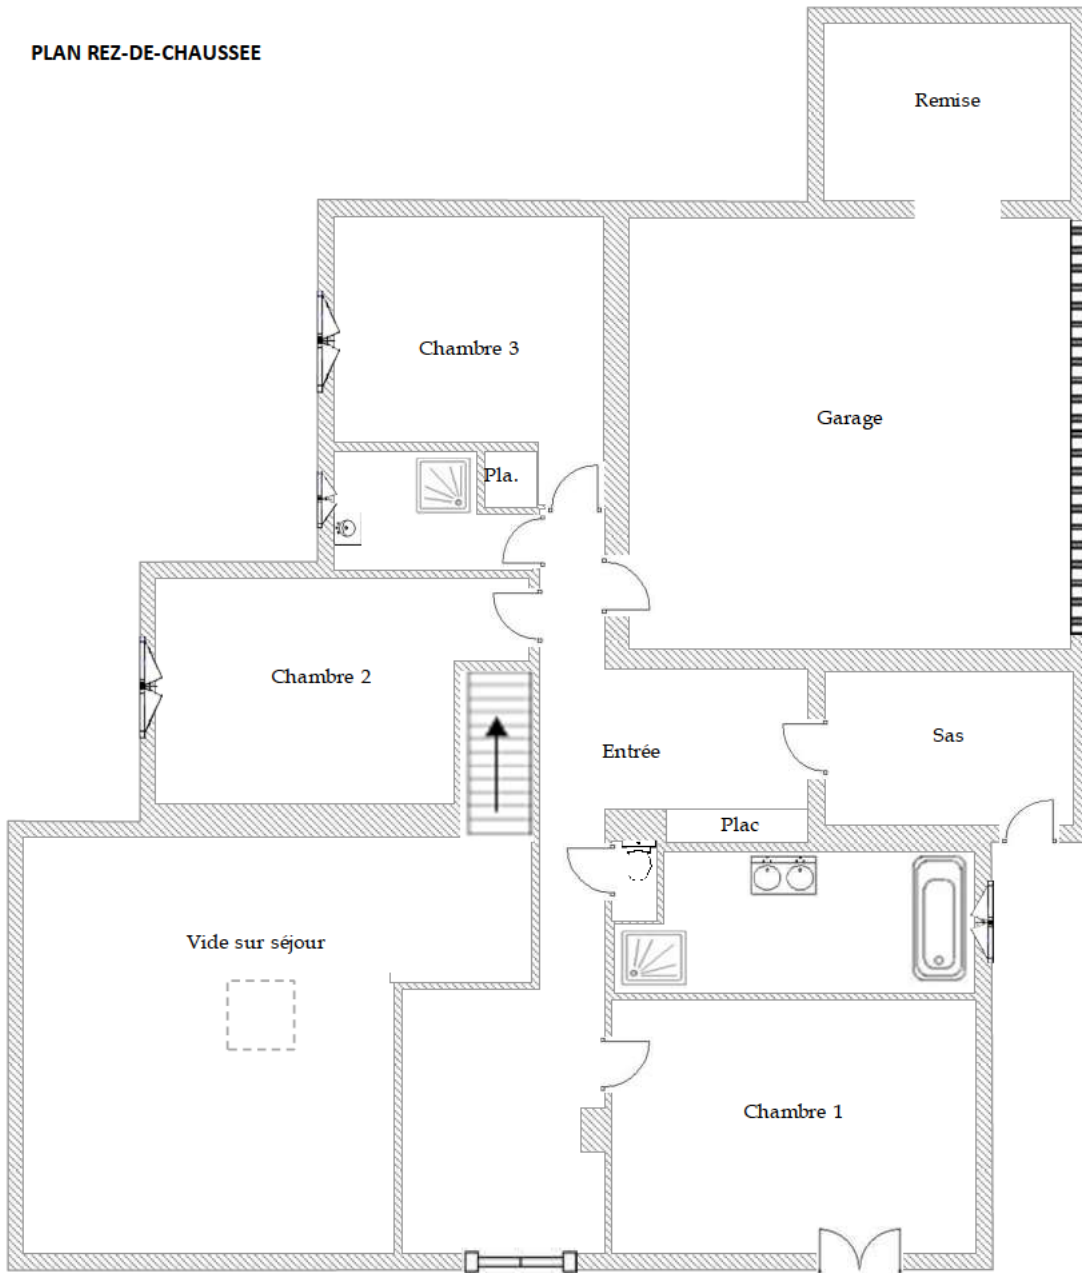 PLAN REZ-DE-CHAUSSEE
Remise
Chambre 3
Garage
Pla.
Chambre 2
Sas
Entrée
Plac
Vide sur séjour
Chambre 1